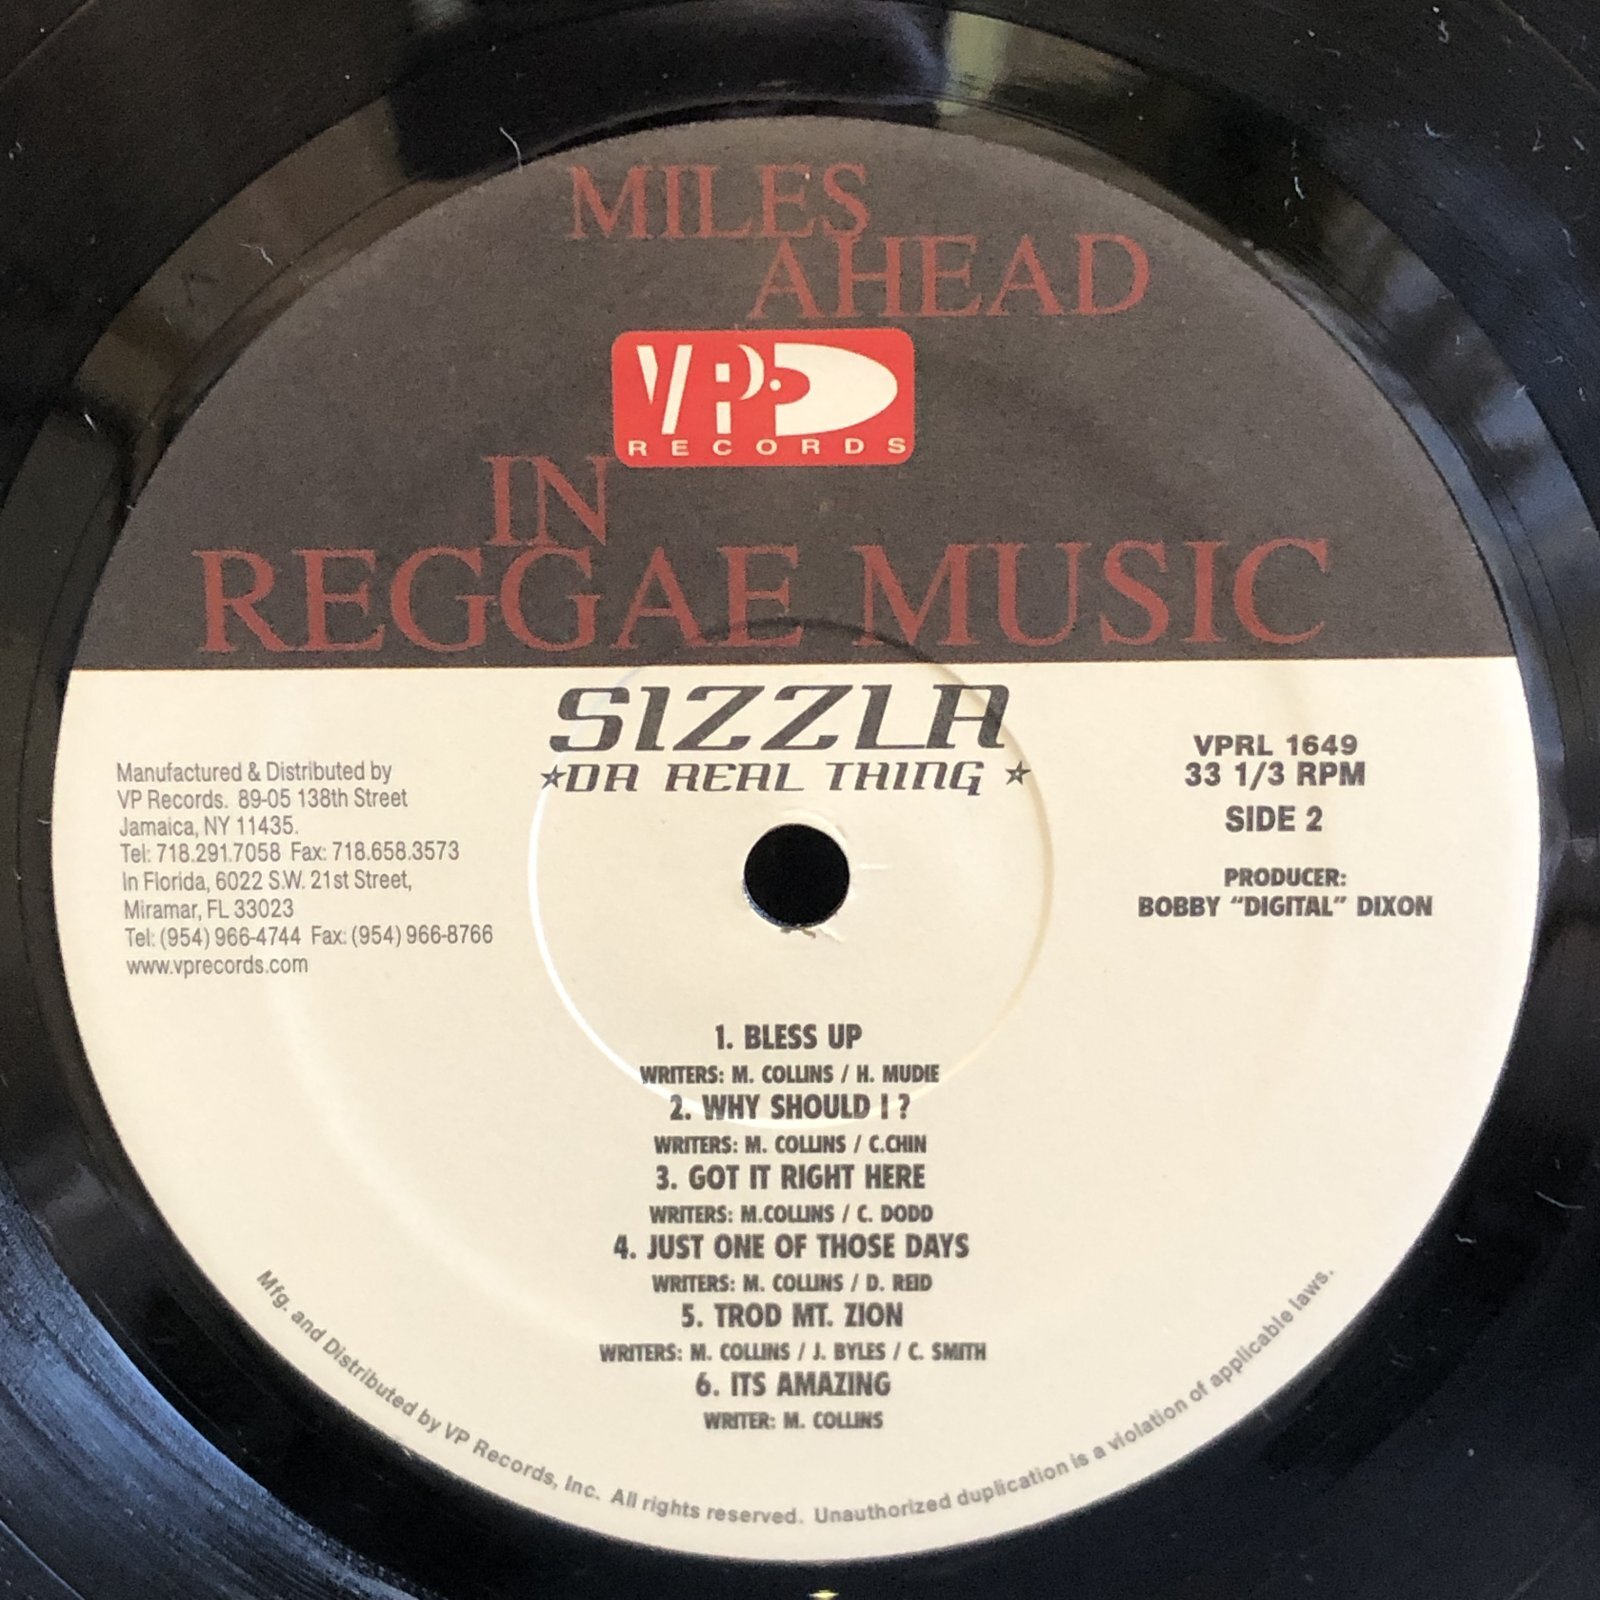 MILES
AHEAD
VP
RECORDS
IN
REGGAE MUSIC
SIZZLA
★DA REAL THING ★
Manufactured & Distributed by
VP Records. 89-05 138th Street
Jamaica, NY 11435.
Tel: 718.291.7058 Fax: 718.658.3573
In Florida, 6022 S.W. 21st Street,
Miramar, FL 33023
Tel: (954) 966-4744 Fax: (954) 966-8766
www.vprecords.com
VPRL 1649
33 1/3 RPM
SIDE 2
PRODUCER:
BOBBY “DIGITAL” DIXON
1. BLESS UP
WRITERS: M. COLLINS / H. MUDIE
2. WHY SHOULD I ?
WRITERS: M. COLLINS / C.CHIN
3. GOT IT RIGHT HERE
WRITERS: M.COLLINS / C. DODD
4. JUST ONE OF THOSE DAYS
WRITERS: M. COLLINS / D. REID
5. TROD MT. ZION
WRITERS: M. COLLINS / J. BYLES / C. SMITH
6. ITS AMAZING
WRITER: M. COLLINS
Mfg. and Distributed by VP Records, Inc. All rights reserved. Unauthorized duplication is a violation of applicable laws.